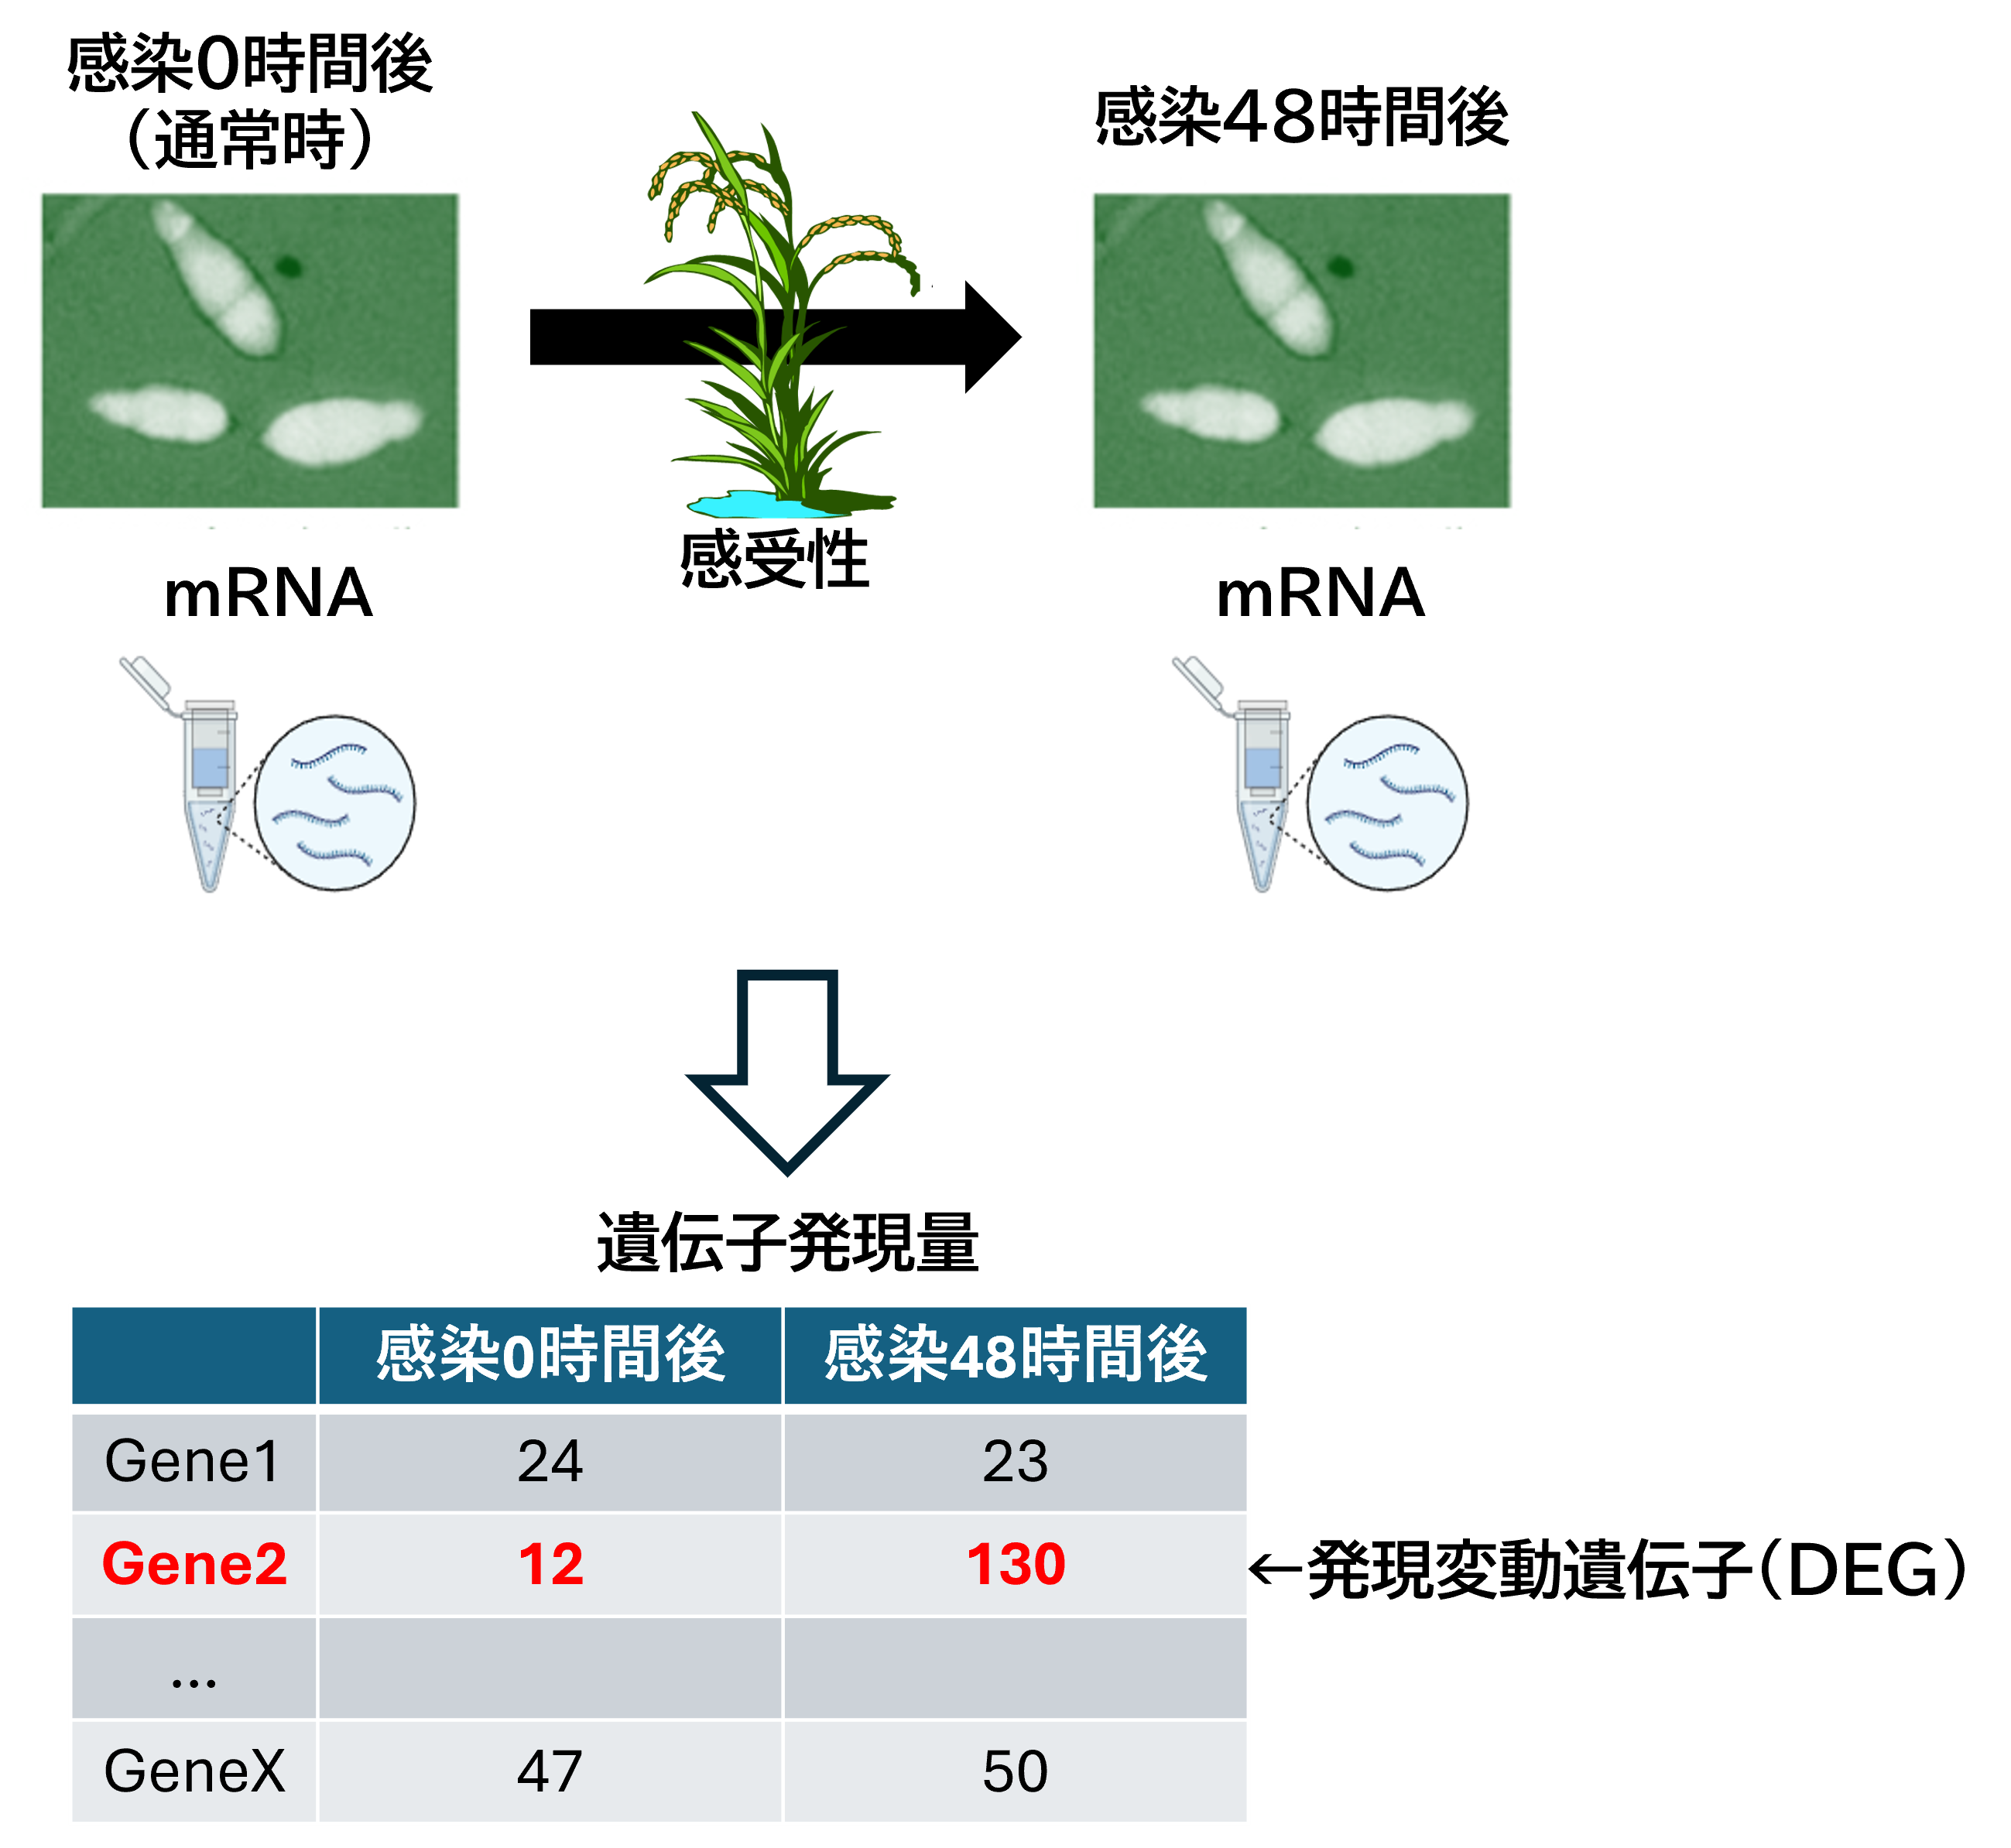 感染0時間後
（通常時）
感染48時間後
感受性
mRNA
mRNA
遺伝子発現量
感染0時間後 感染48時間後
Gene1 24 23
Gene2 12 130
←発現変動遺伝子（DEG）
…
GeneX 47 50